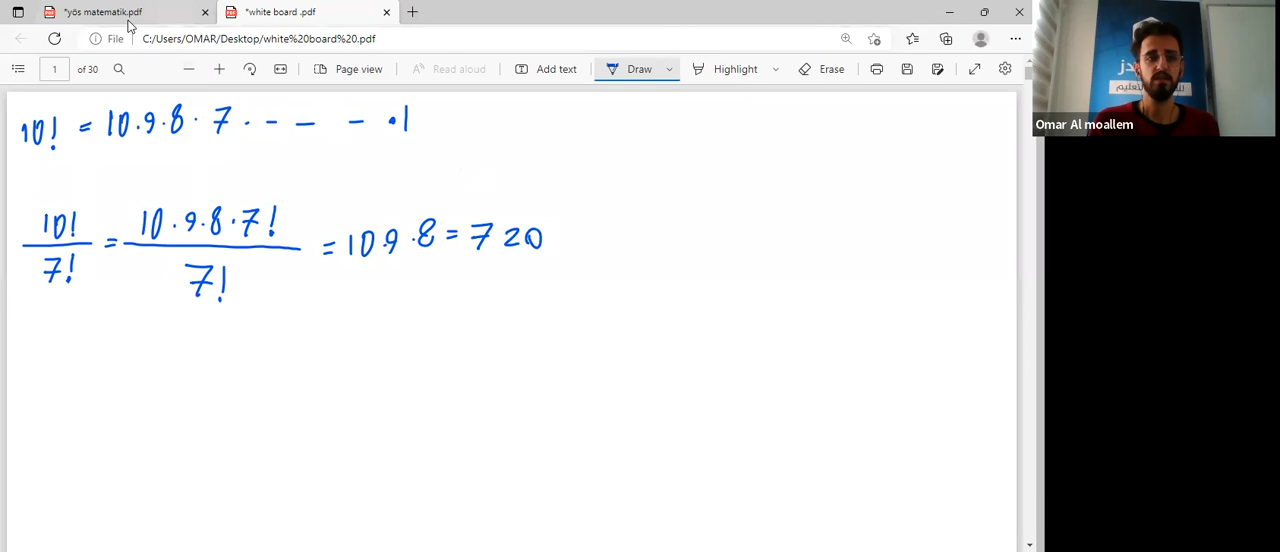 *yös matematik.pdf
*white board .pdf
File
C:/Users/OMAR/Desktop/white%20board%20.pdf
1 of 30
Page view
Read aloud
Add text
Draw
Highlight
Erase
10! = 10.9.8.7.- - - .1
10!/7! = 10.9.8.7!/7! = 10.9.8 = 720
Omar Al moallem